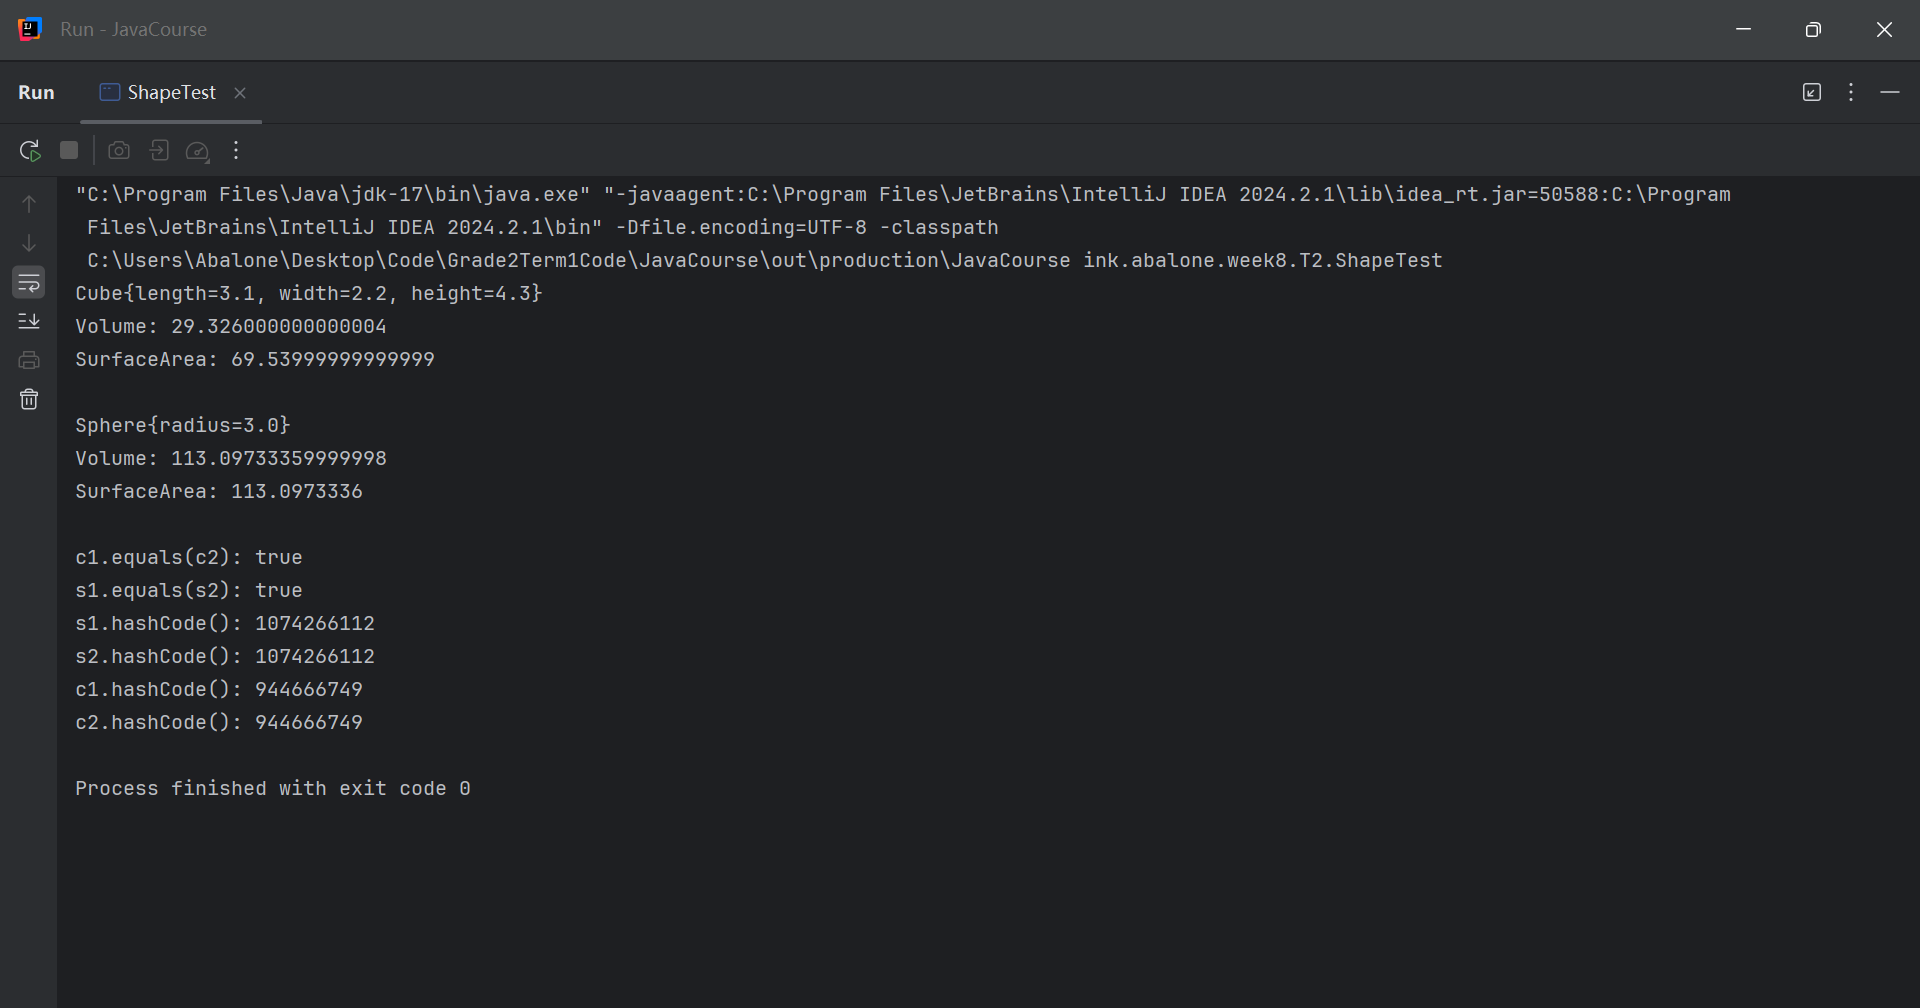 Run - JavaCourse
Run ShapeTest
"C:\Program Files\Java\jdk-17\bin\java.exe" "-javaagent:C:\Program Files\JetBrains\IntelliJ IDEA 2024.2.1\lib\idea_rt.jar=50588:C:\Program
Files\JetBrains\IntelliJ IDEA 2024.2.1\bin" -Dfile.encoding=UTF-8 -classpath
C:\Users\Abalone\Desktop\Code\Grade2Term1Code\JavaCourse\out\production\JavaCourse ink.abalone.week8.T2.ShapeTest
Cube{length=3.1, width=2.2, height=4.3}
Volume: 29.326000000000004
SurfaceArea: 69.53999999999999
Sphere{radius=3.0}
Volume: 113.09733359999998
SurfaceArea: 113.0973336
c1.equals(c2): true
s1.equals(s2): true
s1.hashCode(): 1074266112
s2.hashCode(): 1074266112
c1.hashCode(): 944666749
c2.hashCode(): 944666749
Process finished with exit code 0